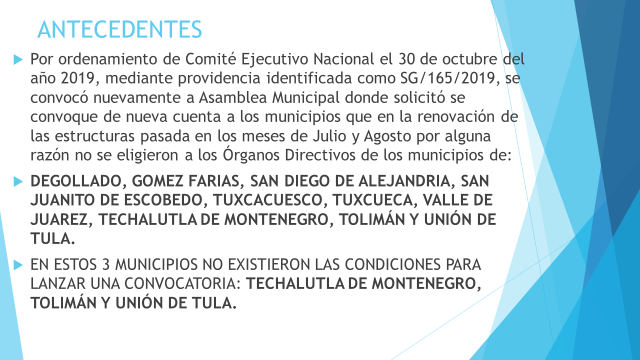 ANTECEDENTES
Por ordenamiento de Comité Ejecutivo Nacional el 30 de octubre del
año 2019, mediante providencia identificada como SG/165/2019, se
convocó nuevamente a Asamblea Municipal donde solicitó se
convoque de nueva cuenta a los municipios que en la renovación de
las estructuras pasada en los meses de Julio y Agosto por alguna
razón no se eligieron a los Órganos Directivos de los municipios de:
DEGOLLADO, GOMEZ FARIAS, SAN DIEGO DE ALEJANDRIA, SAN
JUANITO DE ESCOBEDO, TUXCACUESCO, TUXCUECA, VALLE DE
JUAREZ, TECHALUTLA DE MONTENEGRO, TOLIMÁN Y UNIÓN DE
TULA.
EN ESTOS 3 MUNICIPIOS NO EXISTIERON LAS CONDICIONES PARA
LANZAR UNA CONVOCATORIA: TECHALUTLA DE MONTENEGRO,
TOLIMÁN Y UNIÓN DE TULA.